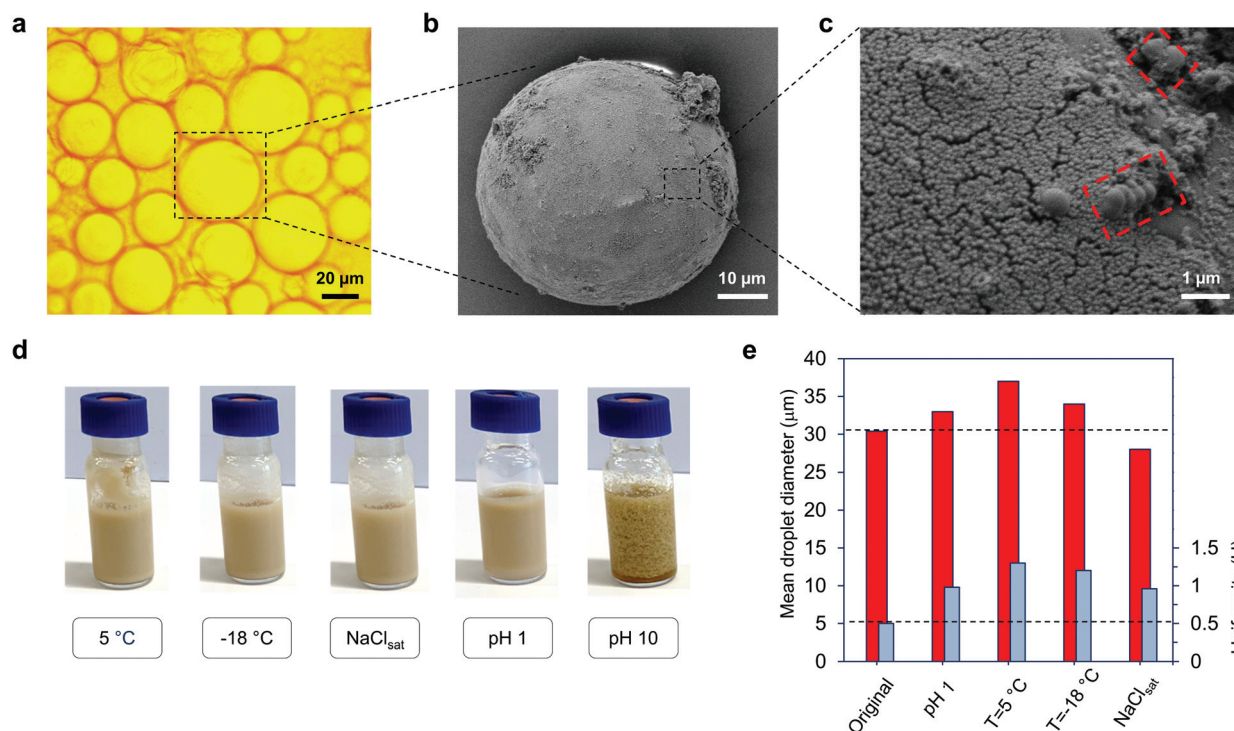 a
b
c
20 µm
10 µm
1 µm
d
5 °C
-18 °C
NaClsat
pH 1
pH 10
e
Mean droplet diameter (µm)
40
35
30
25
20
15
10
5
0
1.5
1
0.5
0
Original
pH 1
T=5 °C
T=-18 °C
NaClsat